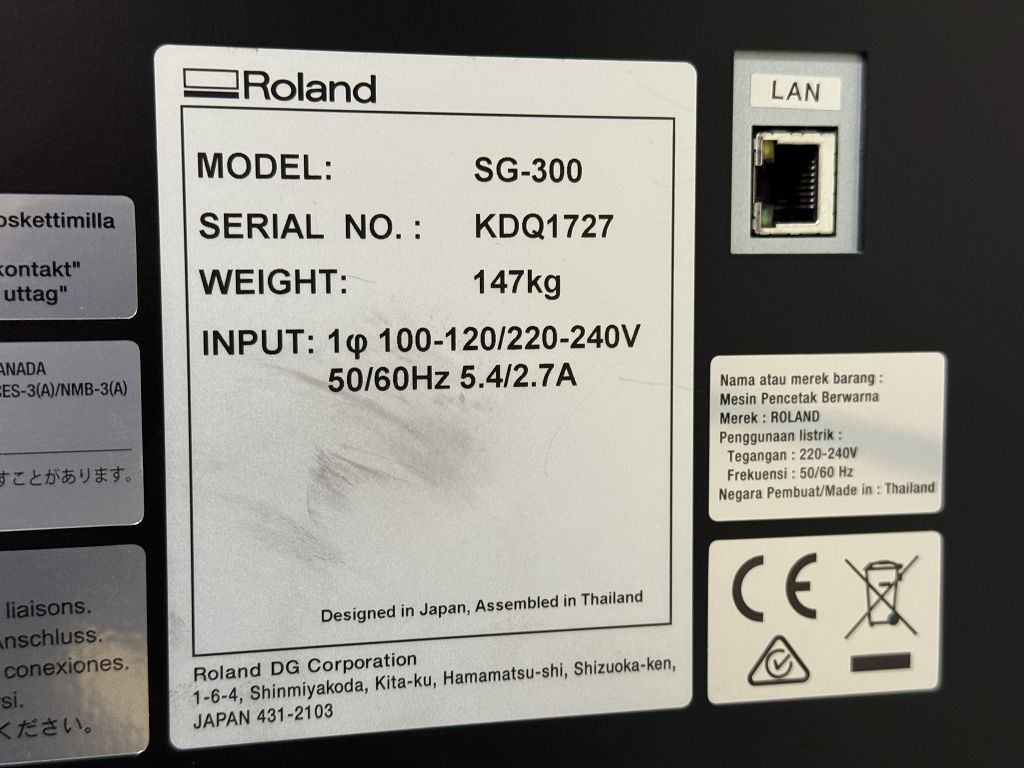 Roland
MODEL: SG-300
SERIAL NO.: KDQ1727
WEIGHT: 147kg
INPUT: 1φ 100-120/220-240V
50/60Hz 5.4/2.7A
Designed in Japan, Assembled in Thailand
Roland DG Corporation
1-6-4, Shinmiyakoda, Kita-ku, Hamamatsu-shi, Shizuoka-ken,
JAPAN 431-2103
LAN
Nama atau merek barang :
Mesin Pencetak Berwarna
Merek : ROLAND
Penggunaan listrik :
Tegangan : 220-240V
Frekuensi : 50/60 Hz
Negara Pembuat/Made in : Thailand
CE
oskettimilla
kontakt"
uttag"
ANADA
CES-3(A)/NMB-3(A)
すことがあります。
liaisons.
Anschluss.
conexiones.
rsi.
ください。